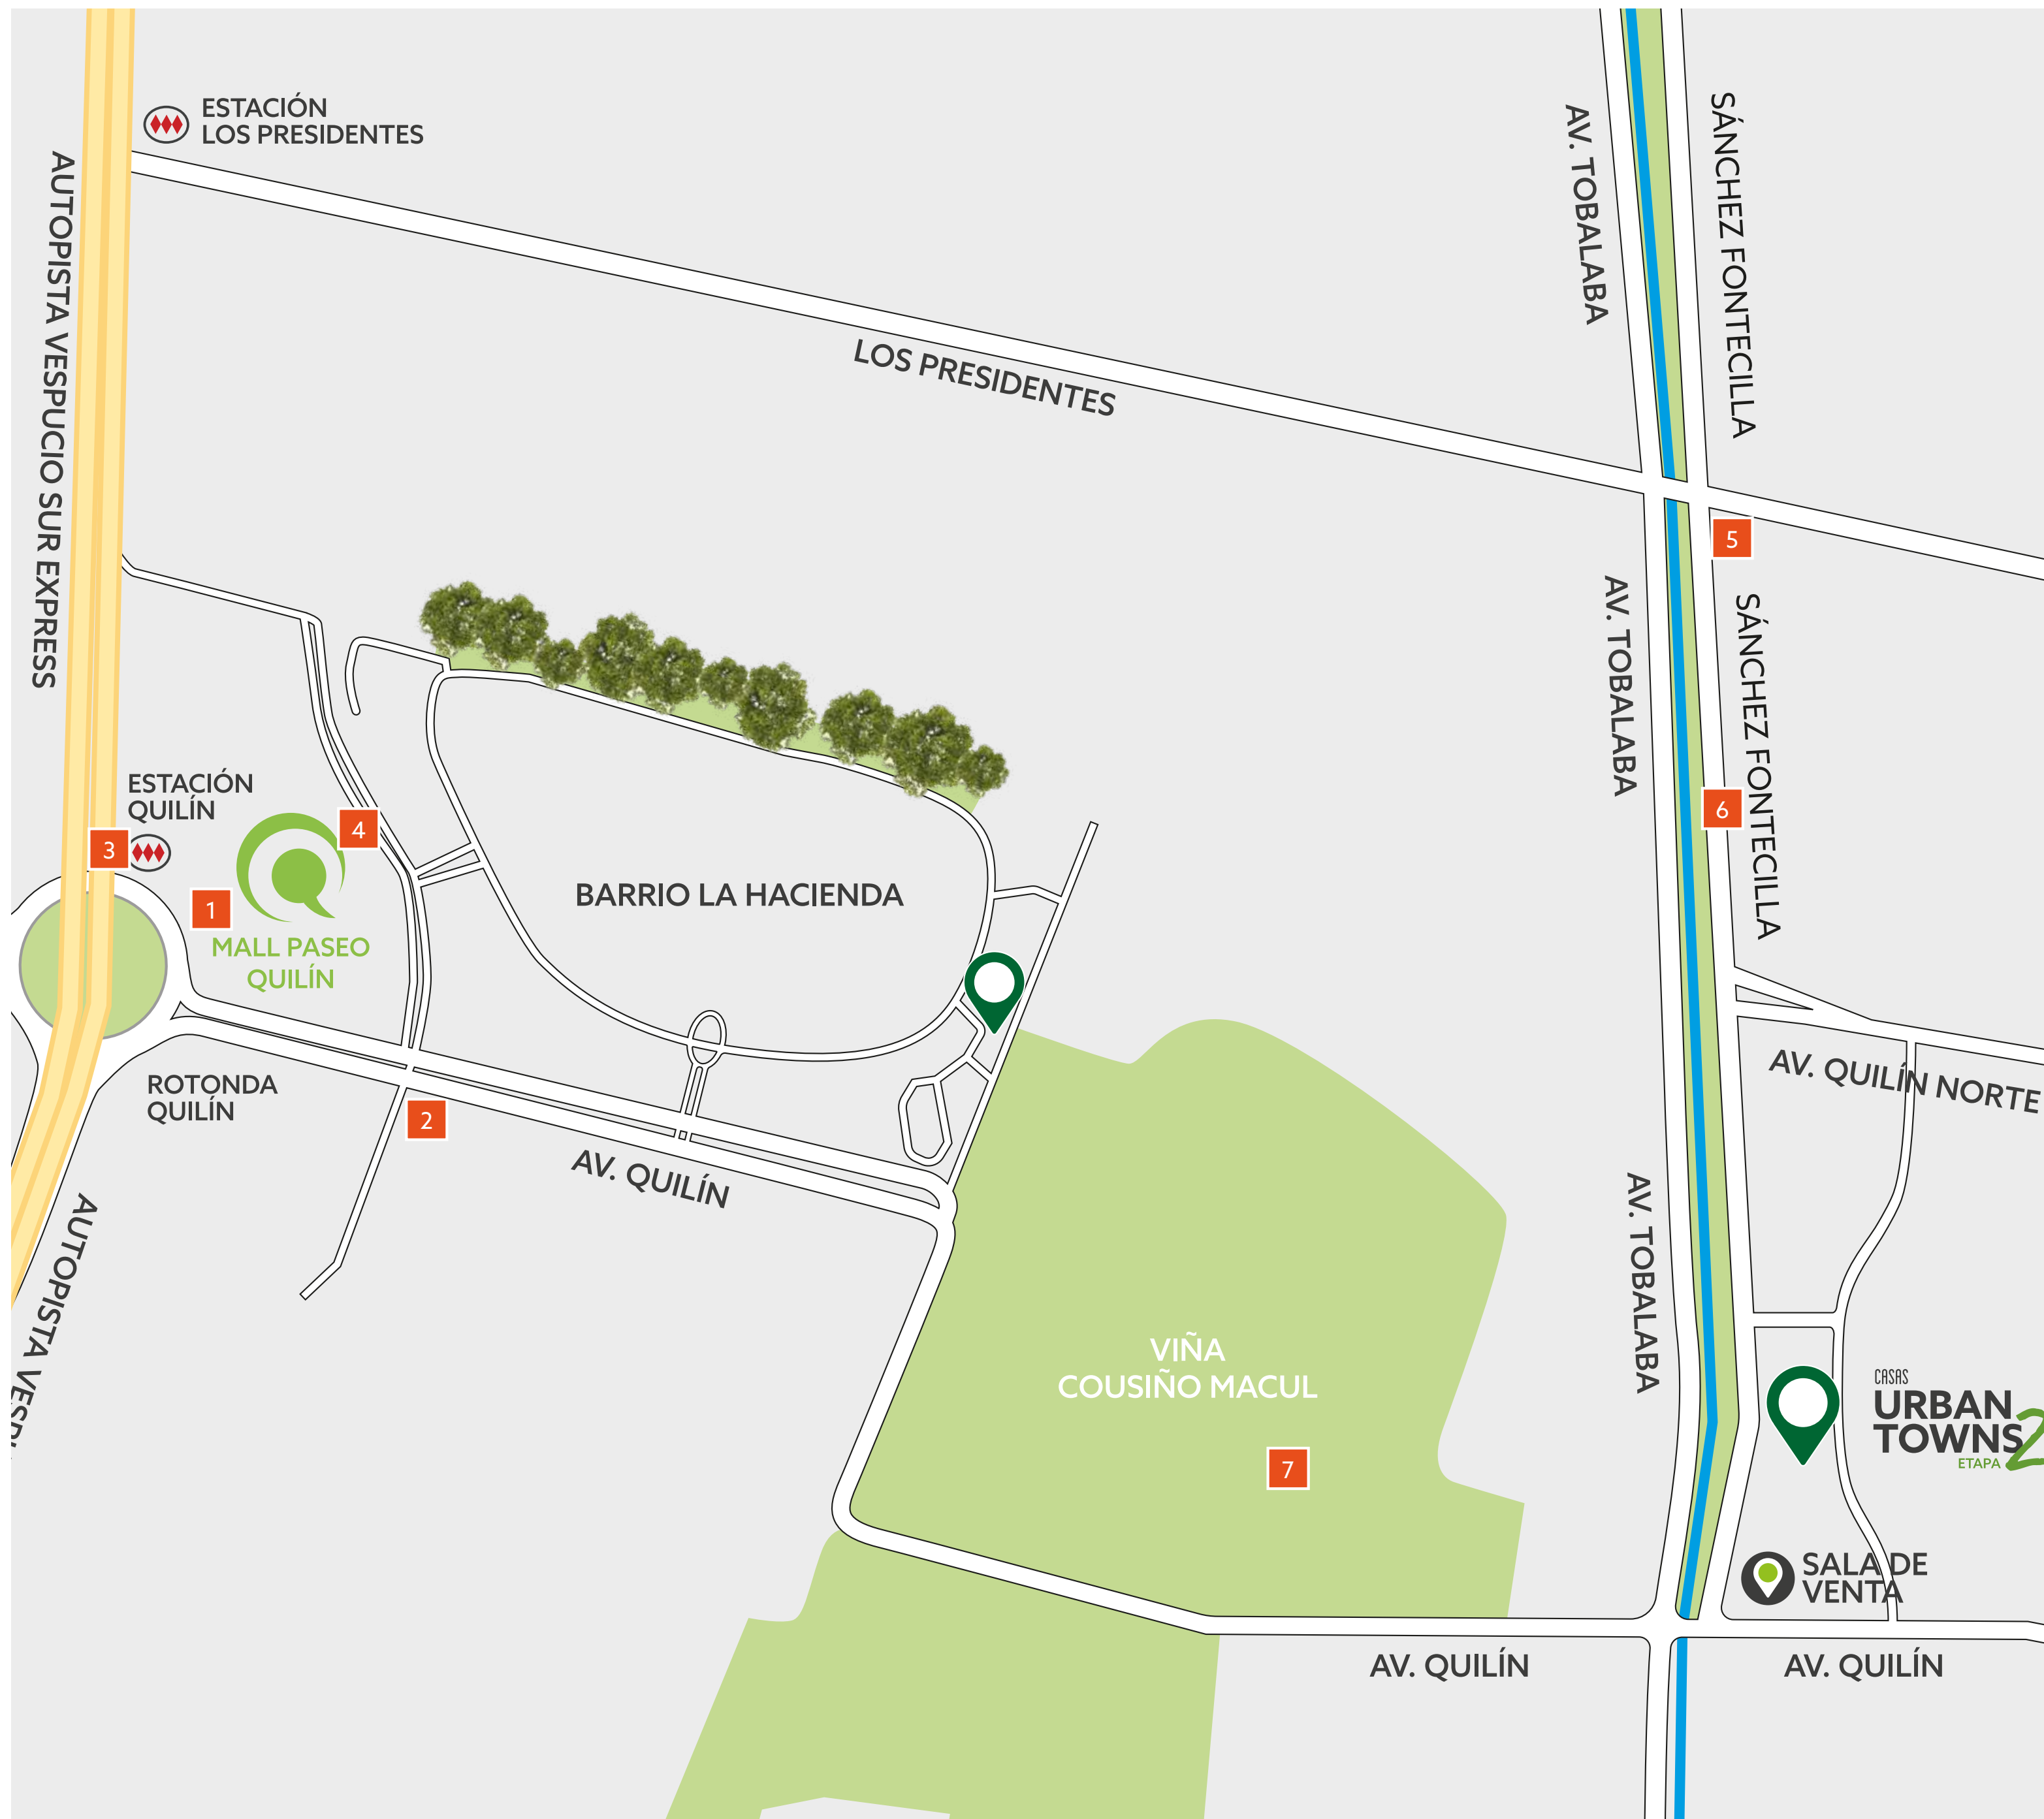 ESTACIÓN
LOS PRESIDENTES
AV. TOBALABA
SÁNCHEZ FONTECILLA
AUTOPISTA VESPUCIO SUR EXPRESS
LOS PRESIDENTES
5
AV. TOBALABA
SÁNCHEZ FONTECILLA
6
ESTACIÓN
QUILÍN
3
4
1
MALL PASEO
QUILÍN
BARRIO LA HACIENDA
ROTONDA
QUILÍN
2
AV. QUILÍN
AV. QUILÍN NORTE
AUTOPISTA
AV. TOBALABA
VIÑA
COUSIÑO MACUL
7
CASAS
URBAN
TOWNS
ETAPA 2
SALA DE
VENTA
AV. QUILÍN
AV. QUILÍN